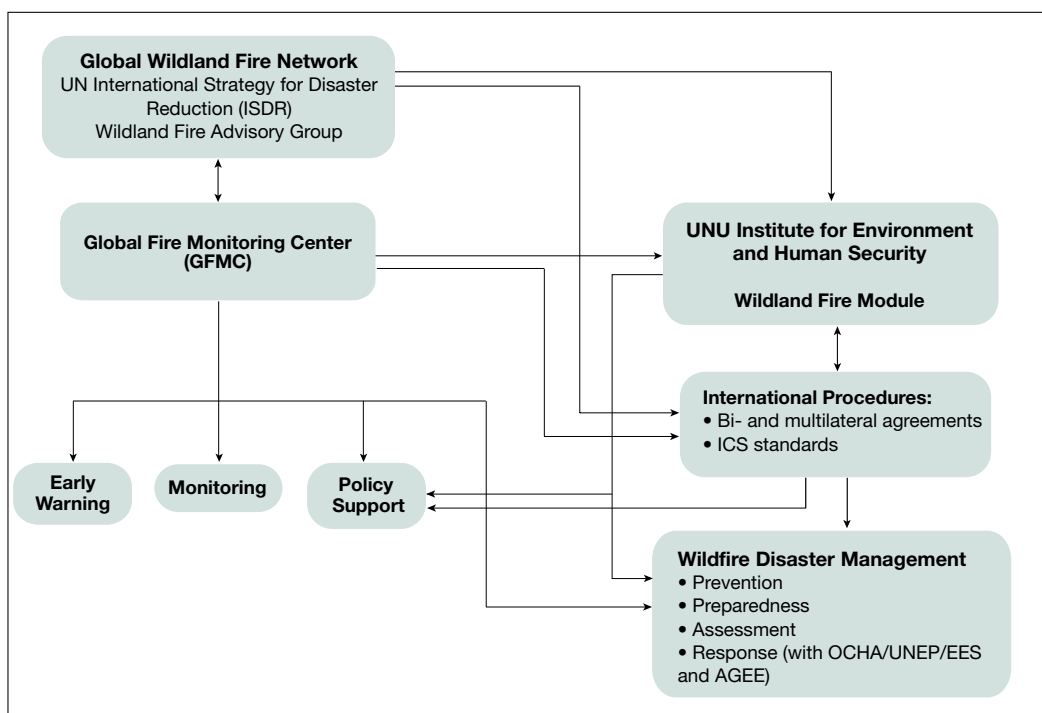 Global Wildland Fire Network
UN International Strategy for Disaster
Reduction (ISDR)
Wildland Fire Advisory Group
Global Fire Monitoring Center
(GFMC)
UNU Institute for Environment
and Human Security
Wildland Fire Module
International Procedures:
• Bi- and multilateral agreements
• ICS standards
Early
Warning
Monitoring
Policy
Support
Wildfire Disaster Management
• Prevention
• Preparedness
• Assessment
• Response (with OCHA/UNEP/EES
and AGEE)